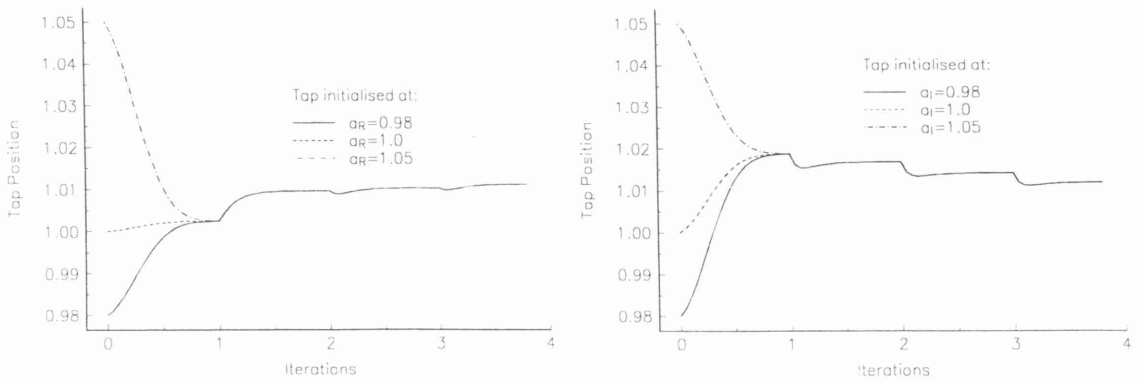 1.05
1.04
1.03
1.02
1.01
1.00
0.99
0.98
Tap Position
Tap initialised at:
aR=0.98
aR=1.0
aR=1.05
0 1 2 3 4
Iterations
1.05
1.04
1.03
1.02
1.01
1.00
0.99
0.98
Tap Position
Tap initialised at:
aI=0.98
aI=1.0
aI=1.05
0 1 2 3 4
Iterations